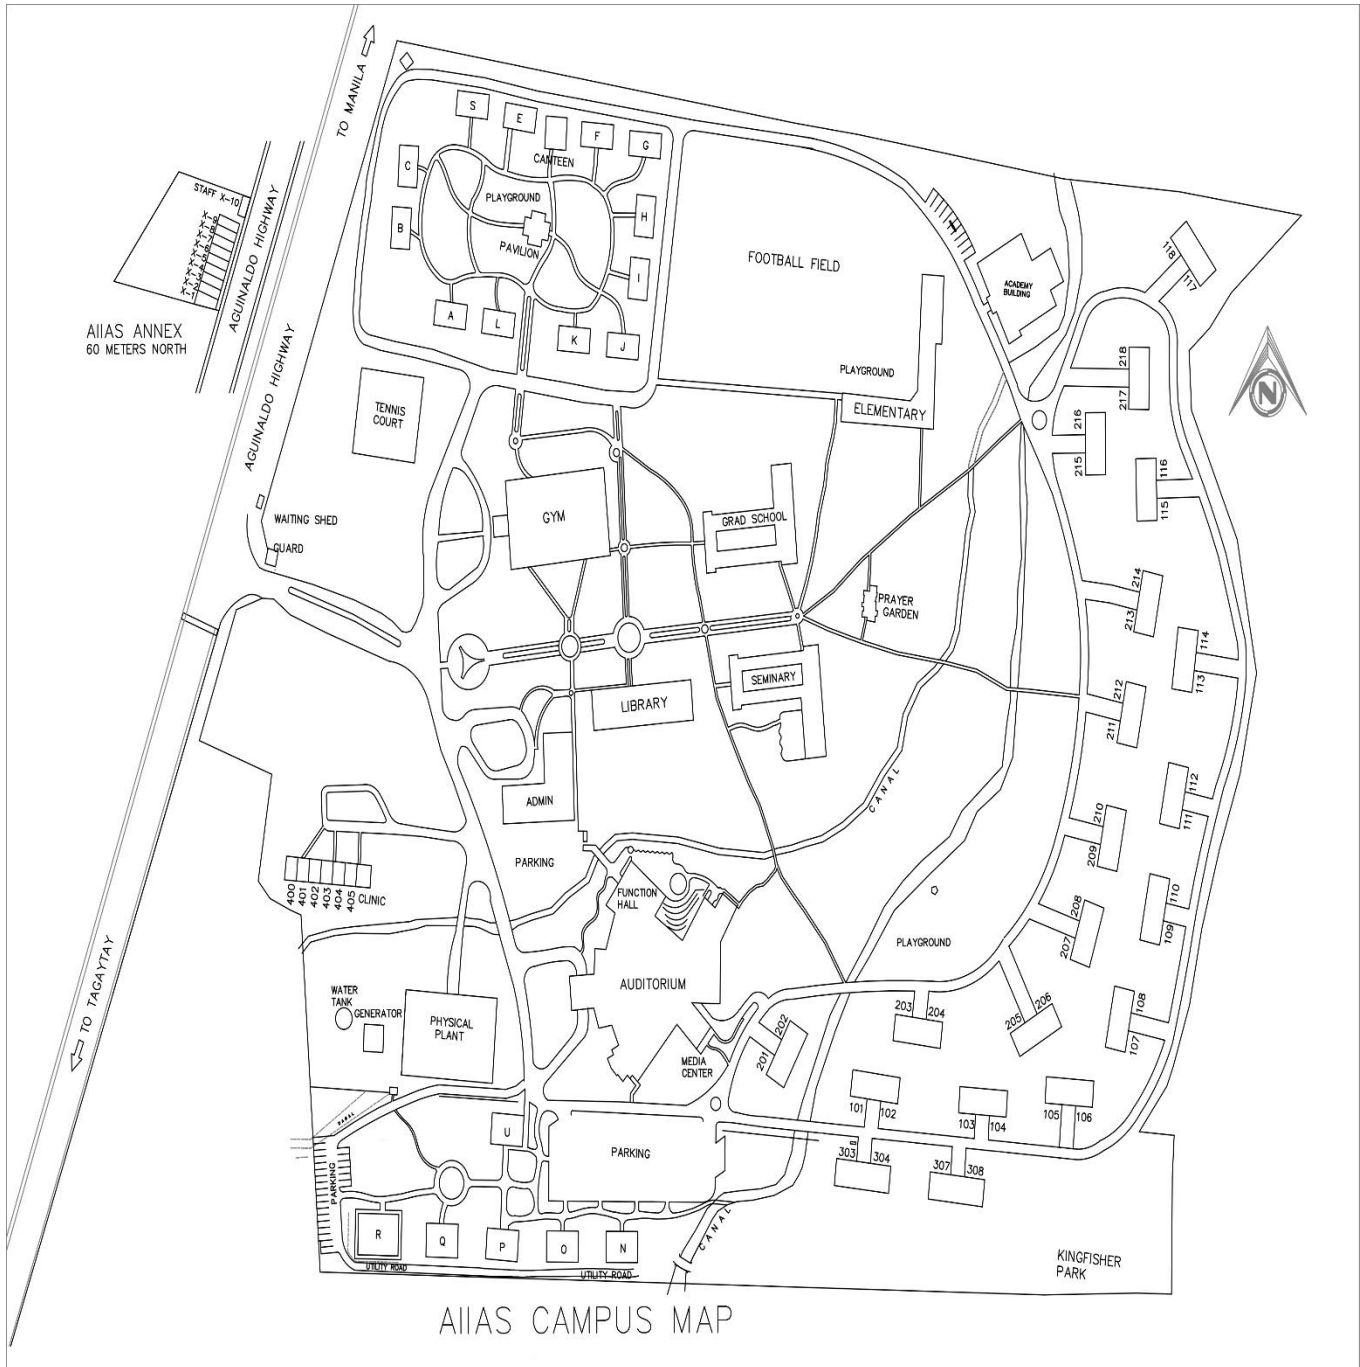 TO MANILA
S
E
F
G
CANTEEN
C
PLAYGROUND
H
B
PAVILION
I
A
L
K
J
STAFF X-10
AGUINALDO HIGHWAY
AIIAS ANNEX
60 METERS NORTH
AGUINALDO HIGHWAY
FOOTBALL FIELD
ACADEMY
BUILDING
118
117
N
PLAYGROUND
ELEMENTARY
TENNIS
COURT
218
217
216
215
116
115
WAITING SHED
GUARD
GYM
GRAD SCHOOL
PRAYER
GARDEN
214
213
114
113
SEMINARY
LIBRARY
212
211
ADMIN
CANAL
112
111
210
209
PARKING
400
401
402
403
404
405
CLINIC
FUNCTION
HALL
208
207
110
109
PLAYGROUND
TO TAGAYTAY
AUDITORIUM
WATER
TANK
GENERATOR
PHYSICAL
PLANT
203
204
205
206
108
107
MEDIA
CENTER
201
202
101
102
103
104
105
106
U
PARKING
303
304
307
308
PARKING
R
Q
P
O
N
CANAL
UTILITY ROAD
UTILITY ROAD
KINGFISHER
PARK
AIIAS CAMPUS MAP